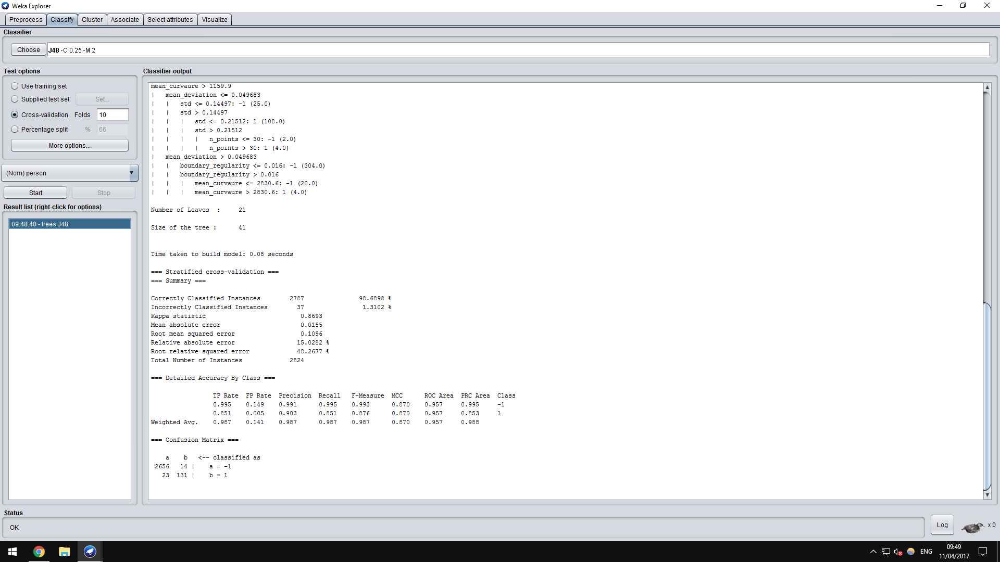 Weka Explorer
Preprocess Classify Cluster Associate Select attributes Visualize
Classifier
Choose J48 -C 0.25 -M 2
Test options
Use training set
Supplied test set Set...
Cross-validation Folds 10
Percentage split % 66
More options...
(Nom) person
Start Stop
Result list (right-click for options)
09:48:40 - trees.J48
Classifier output
mean_curvaure > 1159.9
|   mean_deviation <= 0.049683
|   |   std <= 0.14497: -1 (25.0)
|   |   std > 0.14497
|   |   |   std <= 0.21512: 1 (108.0)
|   |   |   std > 0.21512
|   |   |   |   n_points <= 30: -1 (2.0)
|   |   |   |   n_points > 30: 1 (4.0)
|   mean_deviation > 0.049683
|   |   boundary_regularity <= 0.016: -1 (304.0)
|   |   boundary_regularity > 0.016
|   |   |   mean_curvaure <= 2830.6: -1 (20.0)
|   |   |   mean_curvaure > 2830.6: 1 (4.0)
Number of Leaves  :     21
Size of the tree :      41
Time taken to build model: 0.08 seconds
=== Stratified cross-validation ===
=== Summary ===
Correctly Classified Instances        2787               98.6898 %
Incorrectly Classified Instances        37                1.3102 %
Kappa statistic                          0.8693
Mean absolute error                      0.0155
Root mean squared error                  0.1096
Relative absolute error                 15.0282 %
Root relative squared error             48.2677 %
Total Number of Instances             2824
=== Detailed Accuracy By Class ===
TP Rate  FP Rate  Precision  Recall   F-Measure  MCC      ROC Area  PRC Area  Class
0.995    0.149    0.991      0.995    0.993      0.870    0.957     0.995     -1
0.851    0.005    0.903      0.851    0.876      0.870    0.957     0.853     1
Weighted Avg.    0.987    0.141    0.987      0.987    0.987      0.870    0.957     0.988
=== Confusion Matrix ===
a    b   <-- classified as
2656   14 |    a = -1
23  131 |    b = 1
Status
OK
Log
x 0
ENG
09:49
11/04/2017